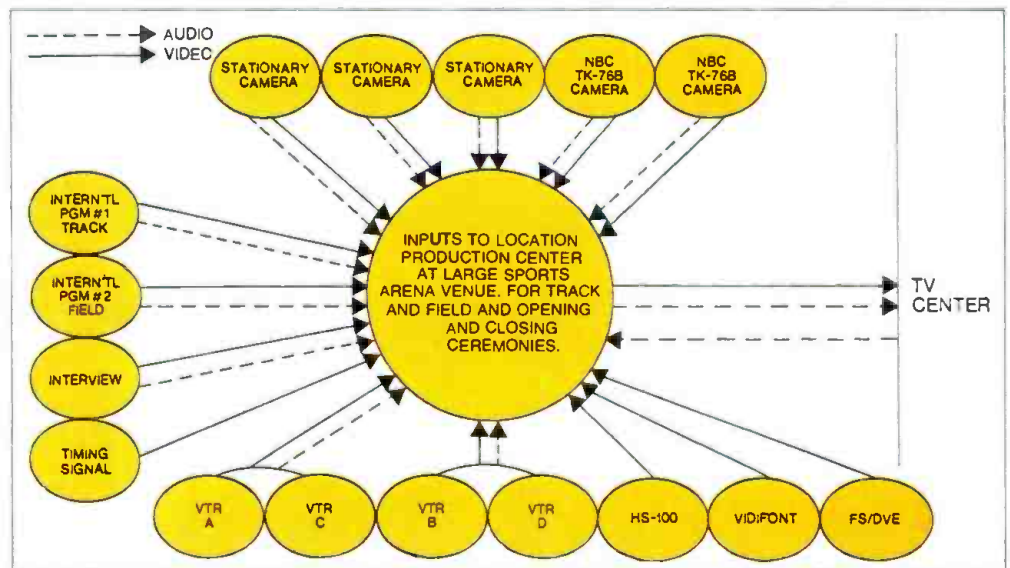 AUDIO
VIDEO
STATIONARY
CAMERA
STATIONARY
CAMERA
STATIONARY
CAMERA
NBC
TK-76B
CAMERA
NBC
TK-76B
CAMERA
INTERN'TL
PGM #1
TRACK
INTERN'TL
PGM #2
FIELD
INTERVIEW
TIMING
SIGNAL
INPUTS TO LOCATION
PRODUCTION CENTER
AT LARGE SPORTS
ARENA VENUE. FOR TRACK
AND FIELD AND OPENING
AND CLOSING
CEREMONIES.
TV
CENTER
VTR
A
VTR
C
VTR
B
VTR
D
HS-100
VIDIFONT
FS/DVE